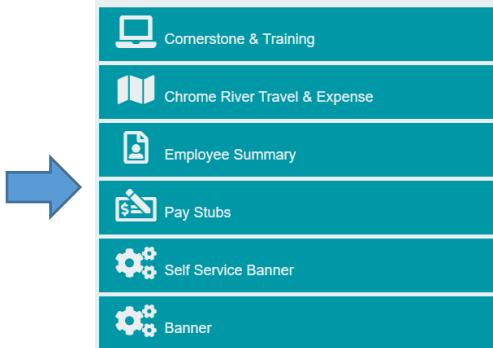 Cornerstone & Training
Chrome River Travel & Expense
Employee Summary
$=
Pay Stubs
Self Service Banner
Banner